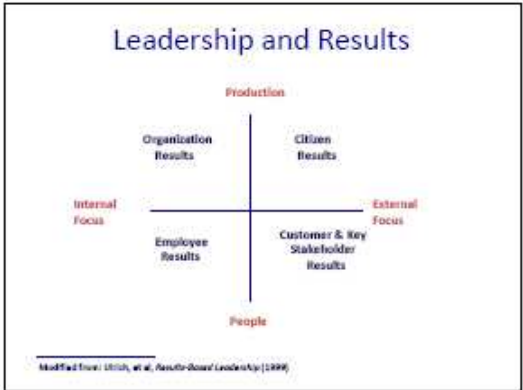 Leadership and Results
Production
Organization
Results
Citizen
Results
Internal
Focus
External
Focus
Employee
Results
Customer & Key
Stakeholder
Results
People
Modified from: Ulrich, et al, Results-Based Leadership (1999)